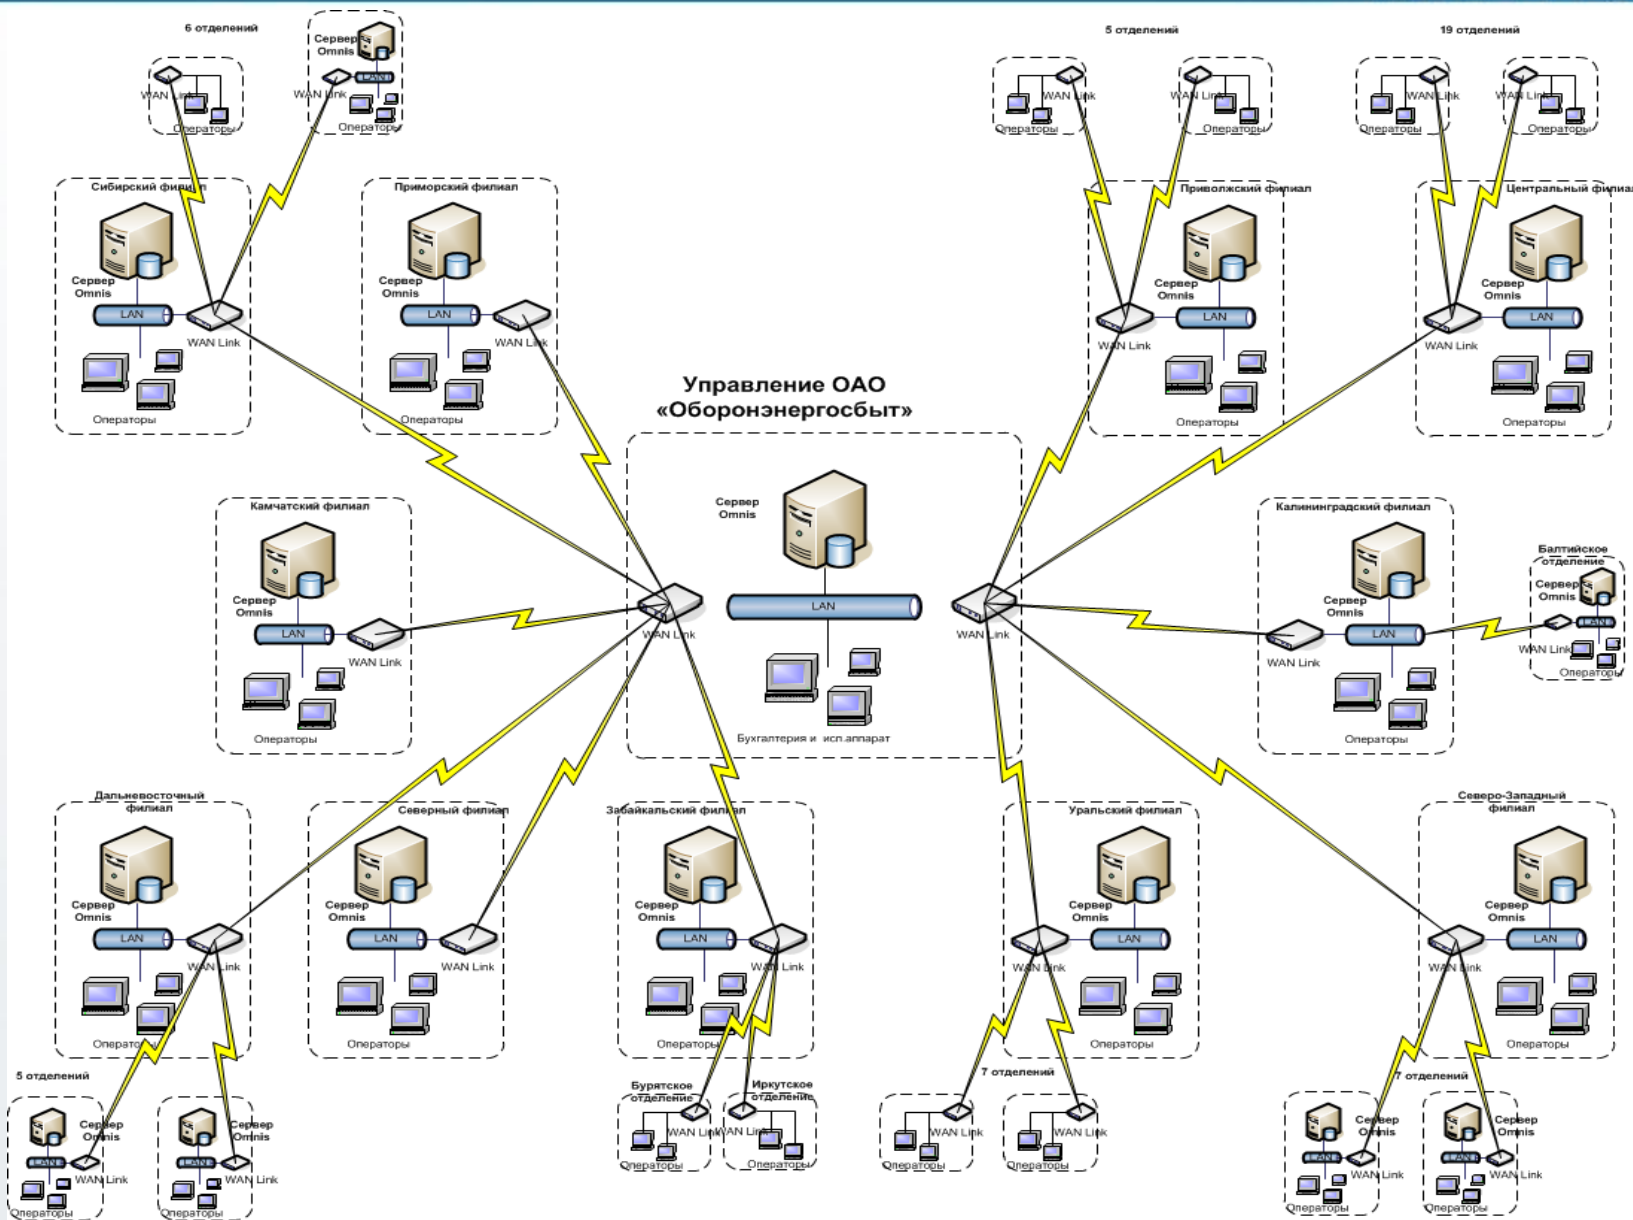 6 отделений
Сервер
Omnis
LAN
WAN Link
WAN Link
Операторы
Операторы
5 отделений
19 отделений
WAN Link
WAN Link
WAN Link
WAN Link
Операторы
Операторы
Операторы
Операторы
Сибирский филиал
Сервер
Omnis
LAN
WAN Link
Операторы
Приморский филиал
Сервер
Omnis
LAN
WAN Link
Операторы
Приволжский филиал
Сервер
Omnis
LAN
WAN Link
Операторы
Центральный филиал
Сервер
Omnis
LAN
WAN Link
Операторы
Управление ОАО
«Оборонэнергосбыт»
Сервер
Omnis
LAN
WAN Link
WAN Link
Бухгалтерия и исп.аппарат
Камчатский филиал
Сервер
Omnis
LAN
WAN Link
Операторы
Калининградский филиал
Сервер
Omnis
LAN
WAN Link
Операторы
Балтийское
отделение
Сервер
Omnis
LAN
WAN Link
Операторы
Дальневосточный
филиал
Сервер
Omnis
LAN
WAN Link
Операторы
Северный филиал
Сервер
Omnis
LAN
WAN Link
Операторы
Забайкальский филиал
Сервер
Omnis
LAN
WAN Link
Операторы
Уральский филиал
Сервер
Omnis
LAN
WAN Link
Операторы
Северо-Западный
филиал
Сервер
Omnis
LAN
WAN Link
Операторы
5 отделений
Сервер
Omnis
LAN
WAN Link
Операторы
Сервер
Omnis
LAN
WAN Link
Операторы
Бурятское
отделение
WAN Link
Операторы
Иркутское
отделение
WAN Link
Операторы
7 отделений
WAN Link
Операторы
WAN Link
Операторы
7 отделений
Сервер
Omnis
LAN
WAN Link
Операторы
Сервер
Omnis
LAN
WAN Link
Операторы